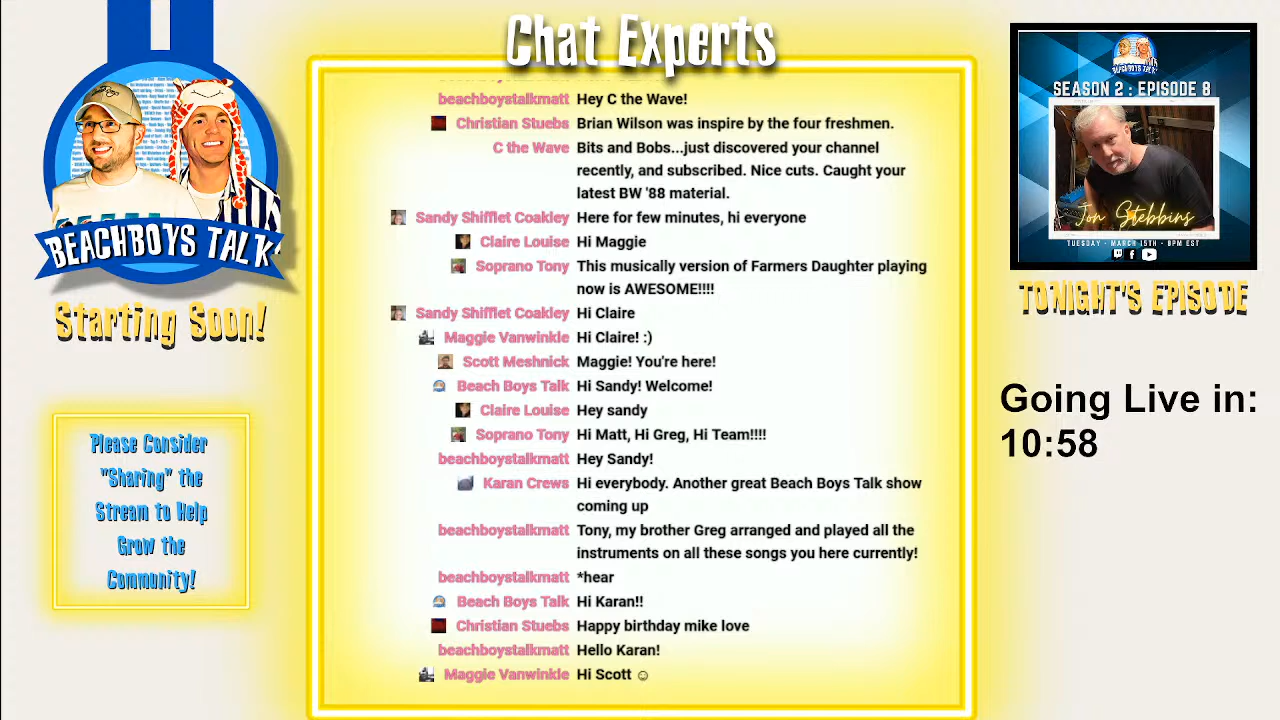 Chat Experts
BEACHBOYS TALK
Starting Soon!
Please Consider
"Sharing" the
Stream to Help
Grow the
Community!
beachboystalkmatt Hey C the Wave!
Christian Stuebs Brian Wilson was inspire by the four freshmen.
C the Wave Bits and Bobs...just discovered your channel
recently, and subscribed. Nice cuts. Caught your
latest BW '88 material.
Sandy Shifflet Coakley Here for few minutes, hi everyone
Claire Louise Hi Maggie
Soprano Tony This musically version of Farmers Daughter playing
now is AWESOME!!!!
Sandy Shifflet Coakley Hi Claire
Maggie Vanwinkle Hi Claire! :)
Scott Meshnick Maggie! You're here!
Beach Boys Talk Hi Sandy! Welcome!
Claire Louise Hey sandy
Soprano Tony Hi Matt, Hi Greg, Hi Team!!!!
beachboystalkmatt Hey Sandy!
Karan Crews Hi everybody. Another great Beach Boys Talk show
coming up
beachboystalkmatt Tony, my brother Greg arranged and played all the
instruments on all these songs you here currently!
beachboystalkmatt *hear
Beach Boys Talk Hi Karan!!
Christian Stuebs Happy birthday mike love
beachboystalkmatt Hello Karan!
Maggie Vanwinkle Hi Scott ☺
BEACHBOYS TALK
SEASON 2 : EPISODE 8
Jon Stebbins
TUESDAY - MARCH 15TH - 8PM EST
TONIGHT'S EPISODE
Going Live in:
10:58